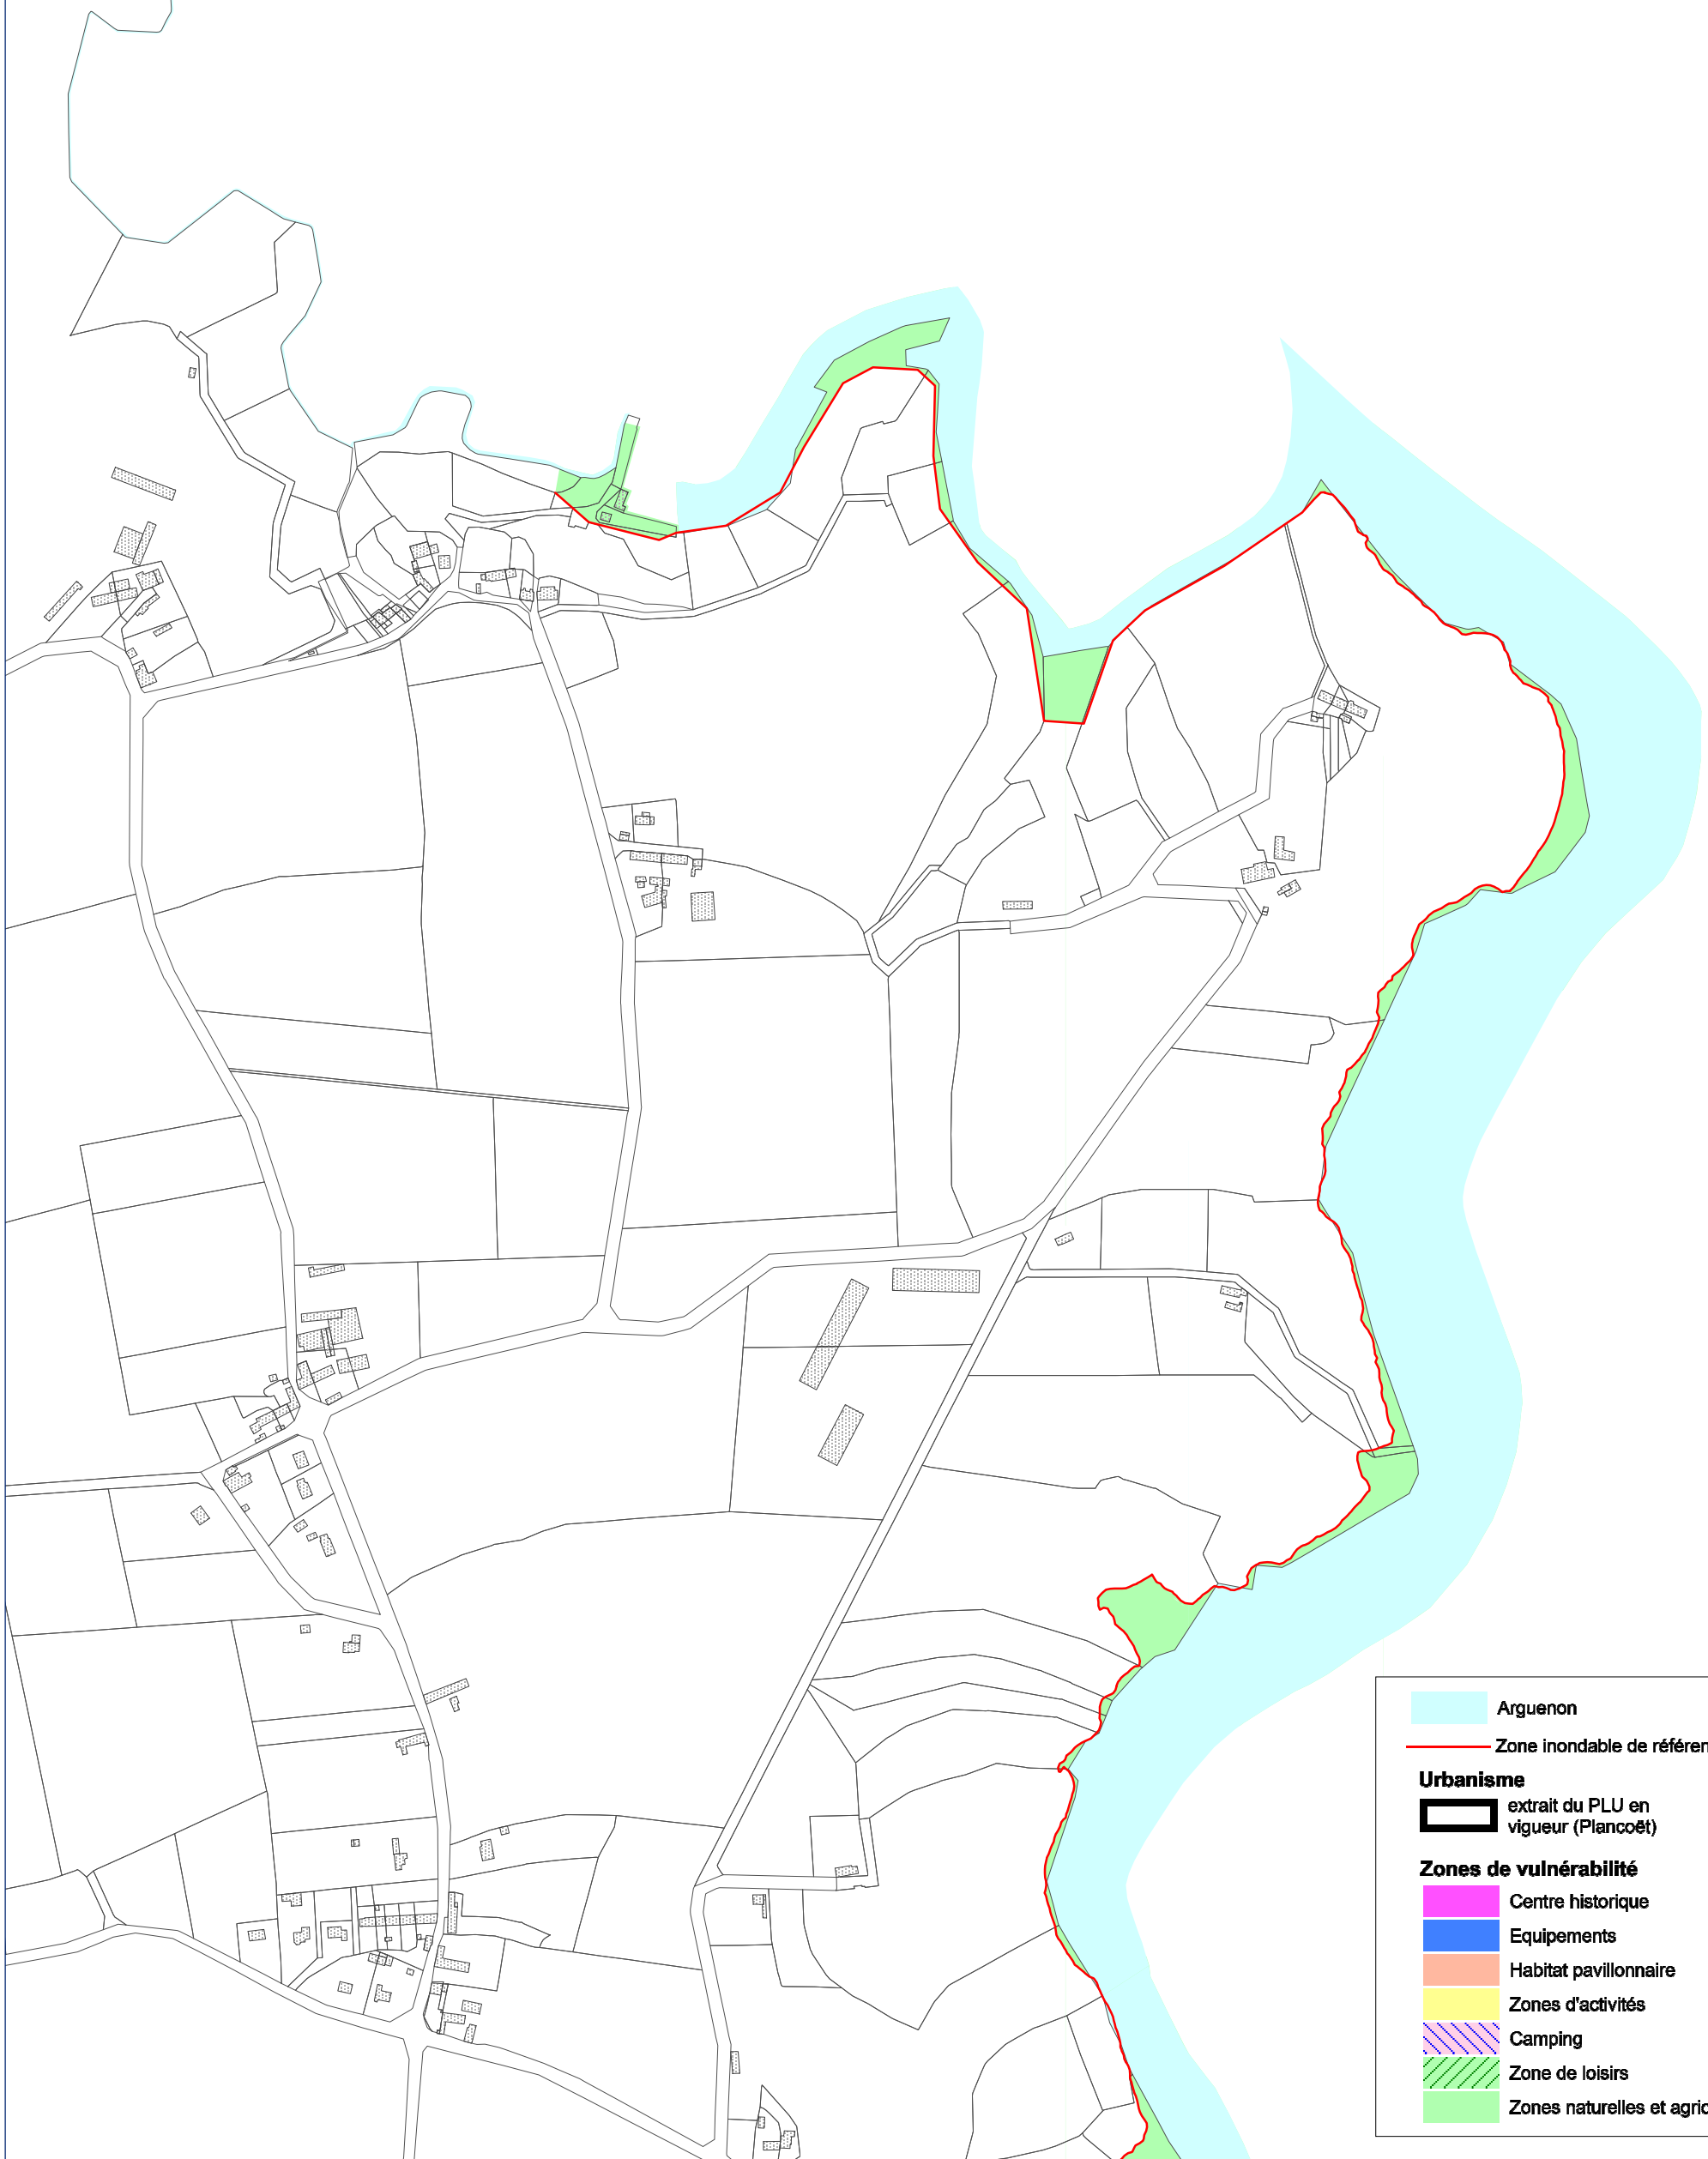 Arguenon
Zone inondable de référen
Urbanisme
extrait du PLU en
vigueur (Plancoët)
Zones de vulnérabilité
Centre historique
Equipements
Habitat pavillonnaire
Zones d'activités
Camping
Zone de loisirs
Zones naturelles et agric